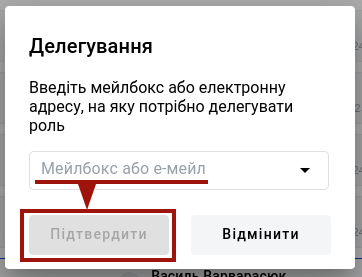 Делегування
Введіть мейлбокс або електронну
адресу, на яку потрібно делегувати
роль
Мейлбокс або е-мейл
Підтвердити
Відмінити
Василь Варварасюк